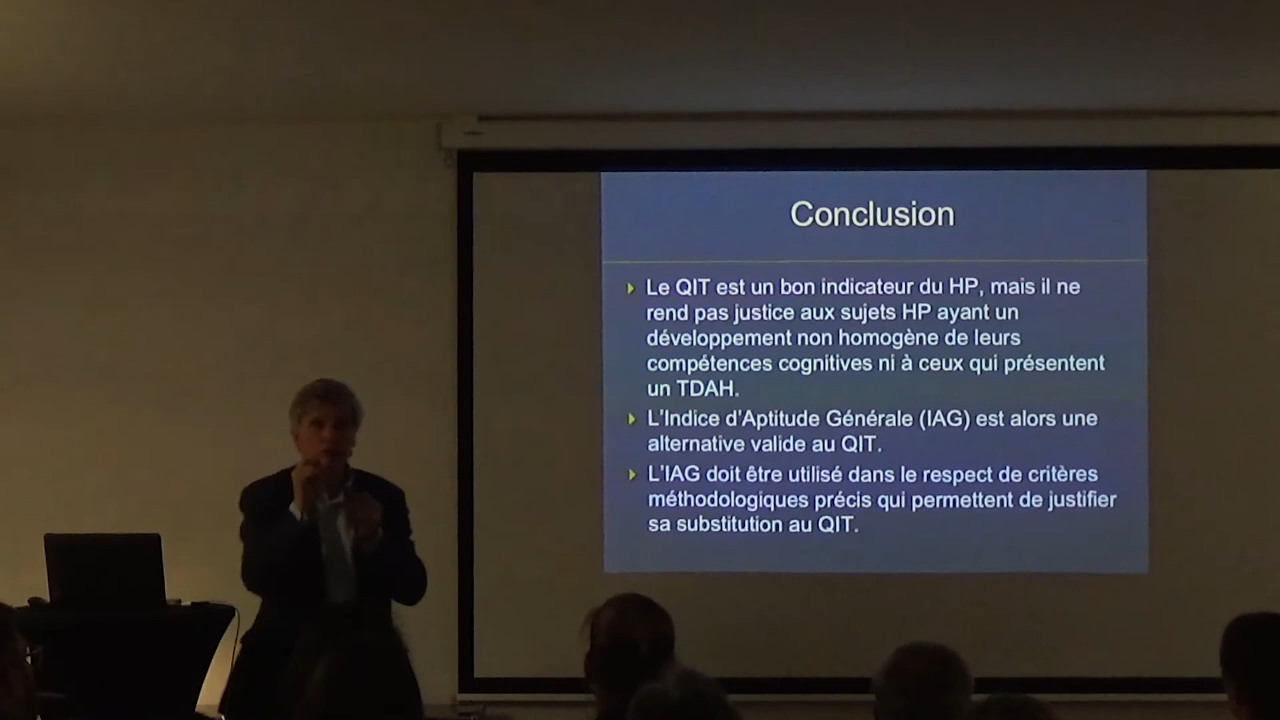 Conclusion
Le QIT est un bon indicateur du HP, mais il ne
rend pas justice aux sujets HP ayant un
développement non homogène de leurs
compétences cognitives ni à ceux qui présentent
un TDAH.
L'Indice d'Aptitude Générale (IAG) est alors une
alternative valide au QIT.
L'IAG doit être utilisé dans le respect de critères
méthodologiques précis qui permettent de justifier
sa substitution au QIT.